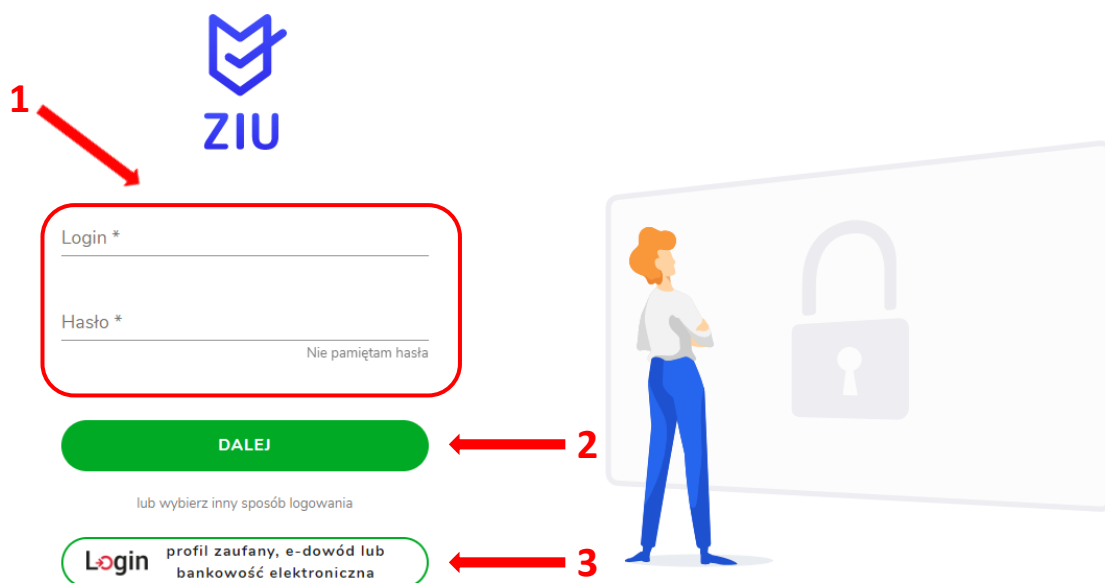 1
ZIU
Login *
Hasło *
Nie pamiętam hasła
DALEJ
2
lub wybierz inny sposób logowania
Login
profil zaufany, e-dowód lub
bankowość elektroniczna
3